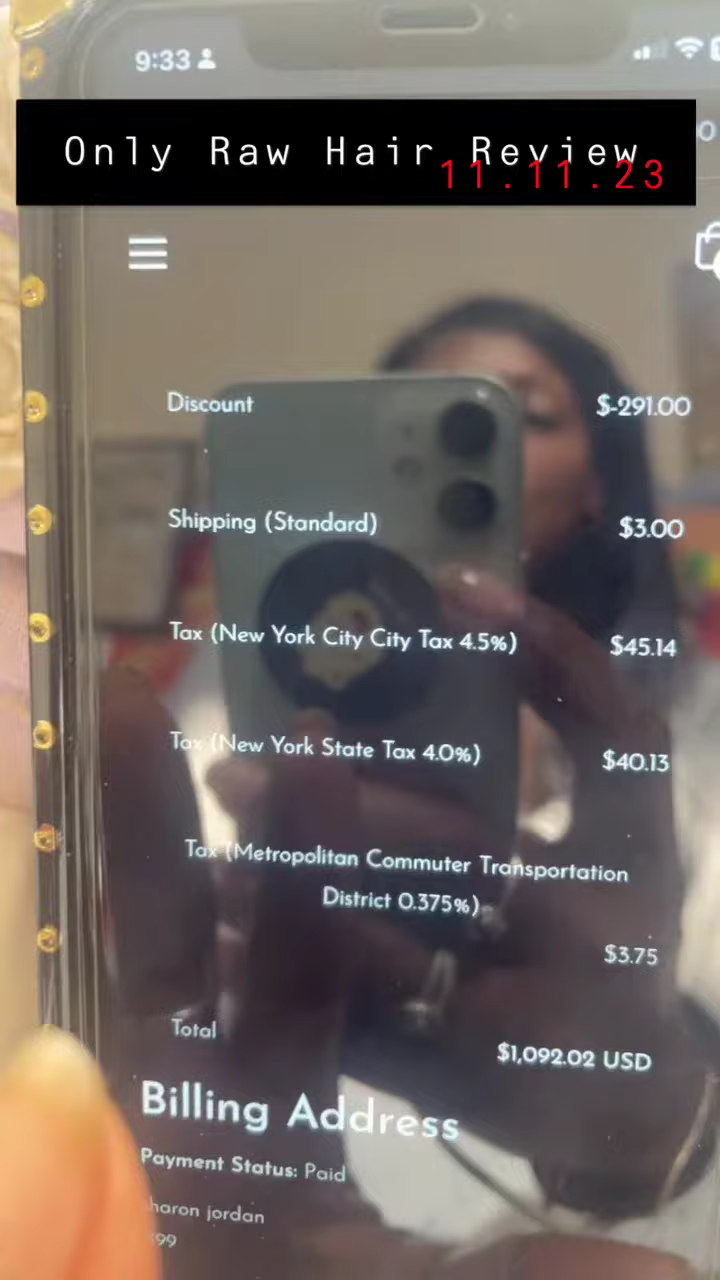 9:33
Only Raw Hair Review
11.11.23
Discount $-291.00
Shipping (Standard) $3.00
Tax (New York City City Tax 4.5%) $45.14
Tax (New York State Tax 4.0%) $40.13
Tax (Metropolitan Commuter Transportation
District 0.375%)
$3.75
Total
$1,092.02 USD
Billing Address
Payment Status: Paid
haron jordan
99